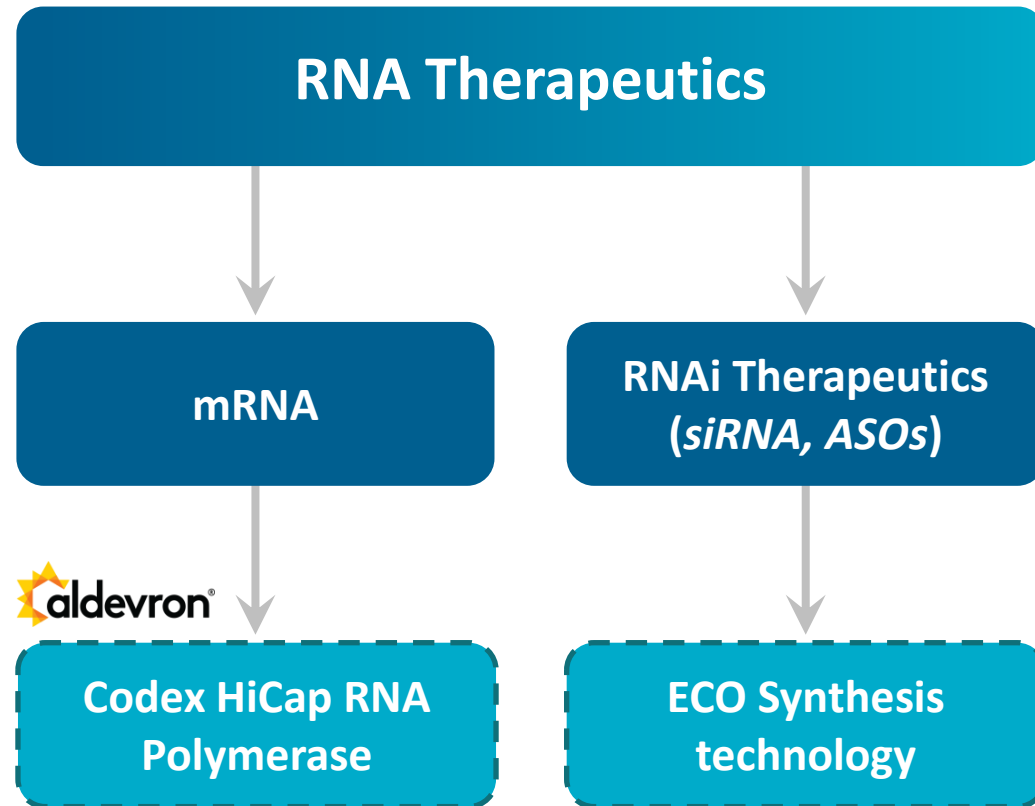 RNA Therapeutics
mRNA
RNAi Therapeutics
(siRNA, ASOs)
aldevron®
Codex HiCap RNA
Polymerase
ECO Synthesis
technology